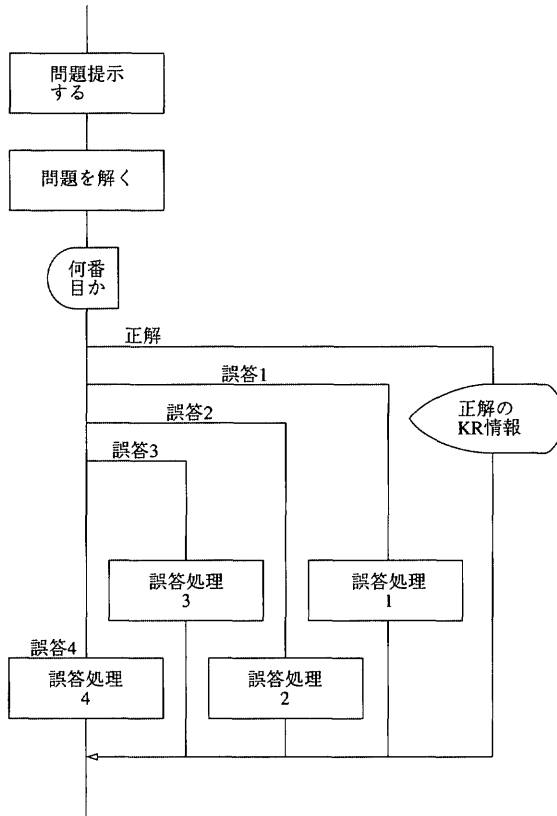 問題提示
する
問題を解く
何番
目か
正解
誤答1
正解の
KR情報
誤答2
誤答3
誤答処理
3
誤答処理
1
誤答4
誤答処理
4
誤答処理
2